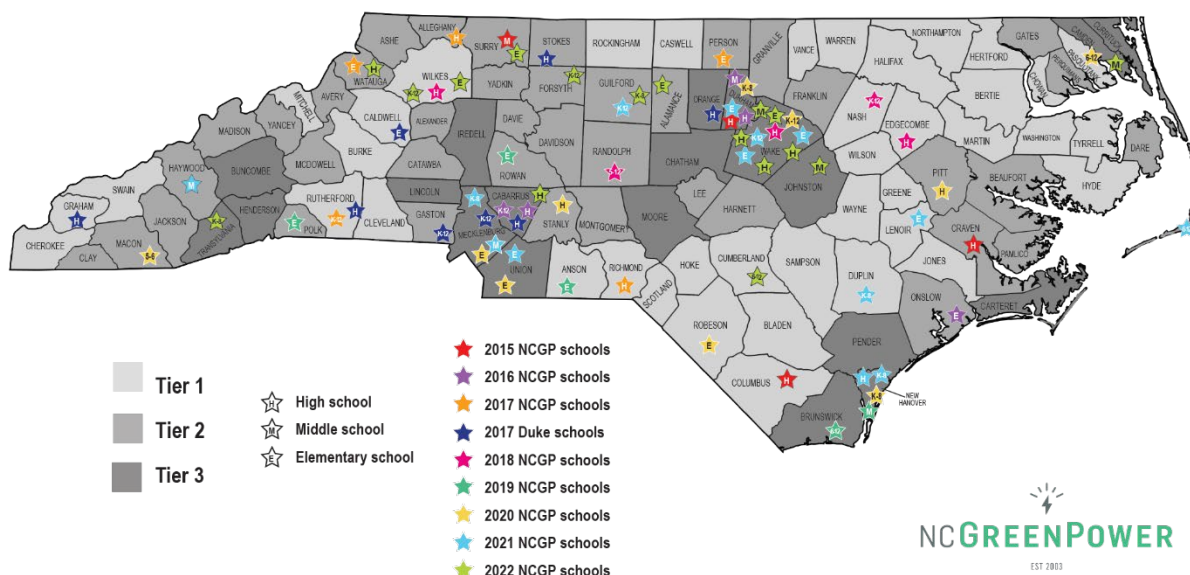 ALLEGHANY
ASHE
SURRY
STOKES
ROCKINGHAM
CASWELL
PERSON
GRANVILLE
VANCE
WARREN
NORTHAMPTON
GATES
CAMDEN
CURRITUCK
HERTFORD
HALIFAX
WATAUGA
WILKES
YADKIN
FORSYTH
GUILFORD
ALAMANCE
ORANGE
DURHAM
FRANKLIN
BERTIE
CHOWAN
PERQUIMANS
PASQUOTANK
MITCHELL
AVERY
CALDWELL
ALEXANDER
IREDELL
DAVIE
DAVIDSON
RANDOLPH
CHATHAM
WAKE
NASH
EDGECOMBE
MARTIN
WASHINGTON
TYRRELL
DARE
MADISON
YANCEY
BURKE
CATAWBA
ROWAN
WILSON
JOHNSTON
PITT
BEAUFORT
HYDE
HAYWOOD
BUNCOMBE
MCDOWELL
LINCOLN
CABARRUS
STANLY
MONTGOMERY
MOORE
LEE
HARNETT
WAYNE
GREENE
SWAIN
GRAHAM
JACKSON
HENDERSON
RUTHERFORD
POLK
CLEVELAND
GASTON
MECKLENBURG
LENOIR
CRAVEN
PAMLICO
CHEROKEE
CLAY
MACON
TRANSYLVANIA
UNION
ANSON
RICHMOND
HOKE
SCOTLAND
CUMBERLAND
SAMPSON
DUPLIN
JONES
ONSLOW
CARTERET
ROBESON
BLADEN
PENDER
COLUMBUS
BRUNSWICK
NEW
HANOVER
Tier 1
Tier 2
Tier 3
H High school
M Middle school
E Elementary school
2015 NCGP schools
2016 NCGP schools
2017 NCGP schools
2017 Duke schools
2018 NCGP schools
2019 NCGP schools
2020 NCGP schools
2021 NCGP schools
2022 NCGP schools
NCGREENPOWER
EST 2003